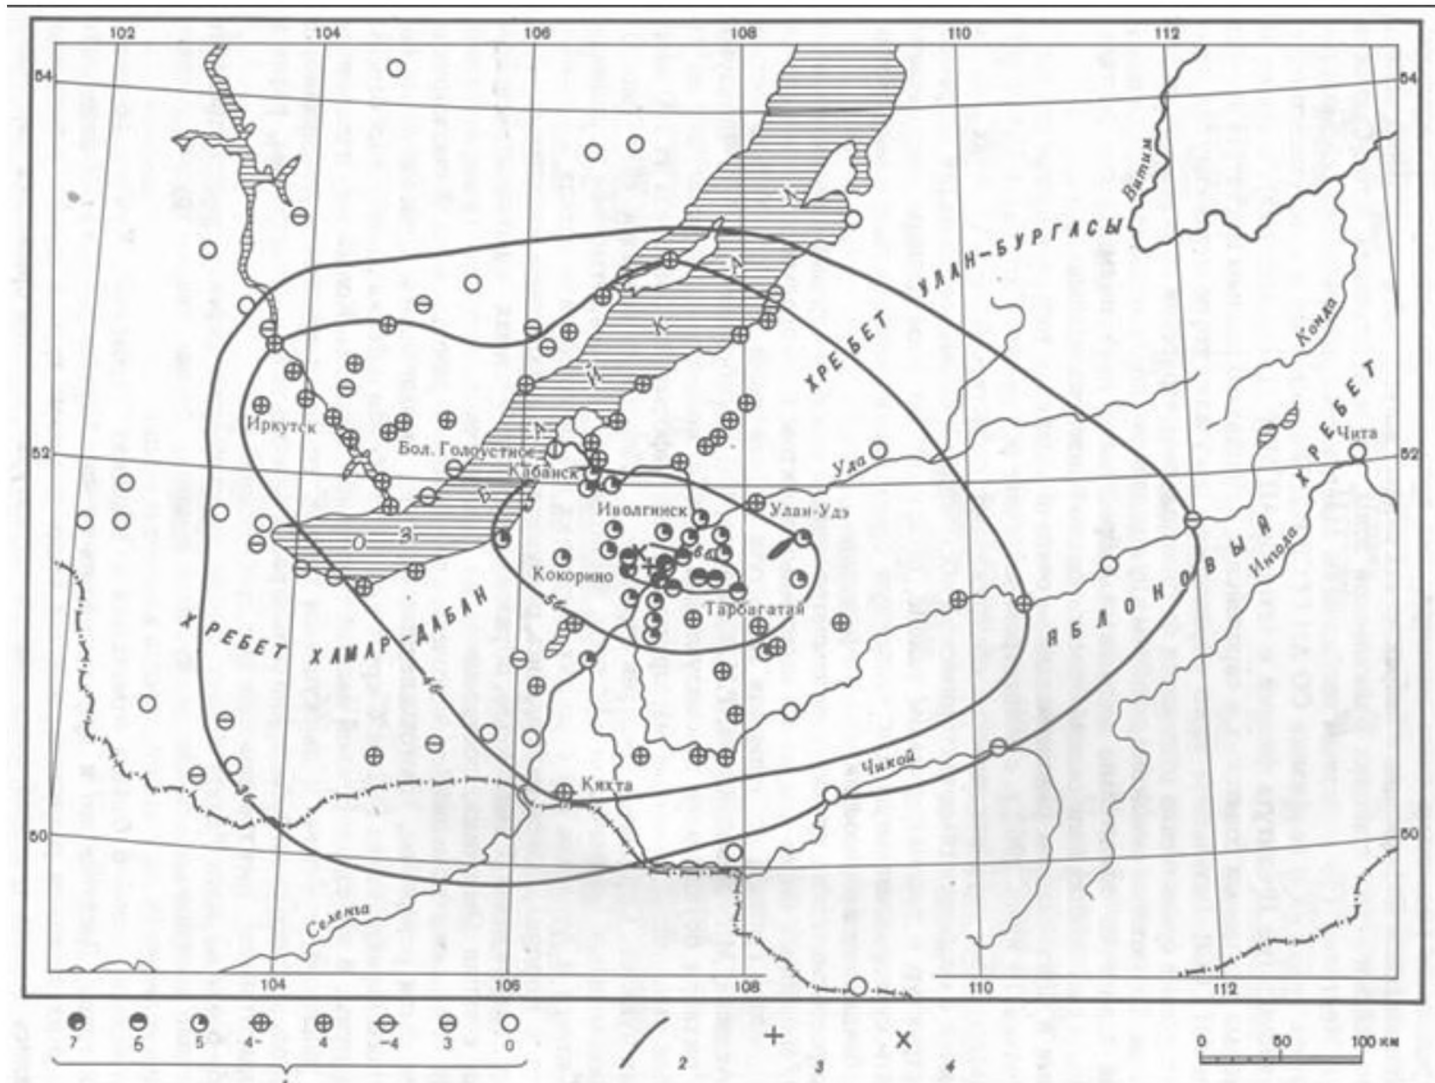 102 104 106 108 110 112
54 54
Витим
УЛАН-БУРГАСЫ
ХРЕБЕТ
Конда
ХРЕБЕТ
ЯБЛОНОВЫЙ
Чита
Ингода
Иркутск
Бол. Голоустное
Кабанск
О З. Б А Й К А Л
52 52
Уда
Иволгинск
Улан-Удэ
Кокорино
Тарбагатай
ХРЕБЕТ ХАМАР-ДАБАН
Чикой
Кяхта
50 50
Селенга
104 106 108 110 112
7 6 5 4- 4 -4 3 0
2 3 4
0 50 100 км